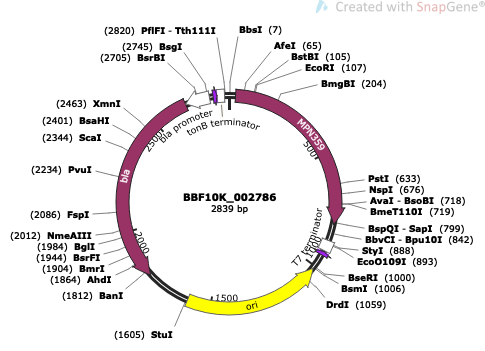 Created with SnapGene®
(2820) PflFI - Tth111I
BbsI (7)
(2745) BsgI
(2705) BsrBI
AfeI (65)
BstBI (105)
EcoRI (107)
BmgBI (204)
(2463) XmnI
(2401) BsaHI
(2344) ScaI
(2234) PvuI
(2086) FspI
(2012) NmeAIII
(1984) BglI
(1944) BsrFI
(1904) BmrI
(1864) AhdI
(1812) BanI
(1605) StuI
PstI (633)
NspI (676)
AvaI - BsoBI (718)
BmeT110I (719)
BspQI - SapI (799)
BbvCI - Bpu10I (842)
StyI (888)
EcoO109I (893)
BseRI (1000)
BsmI (1006)
DrdI (1059)
bla promoter
tonB terminator
MPN359
T7 terminator
bla
ori
500
1000
1500
2000
2500
BBF10K_002786
2839 bp